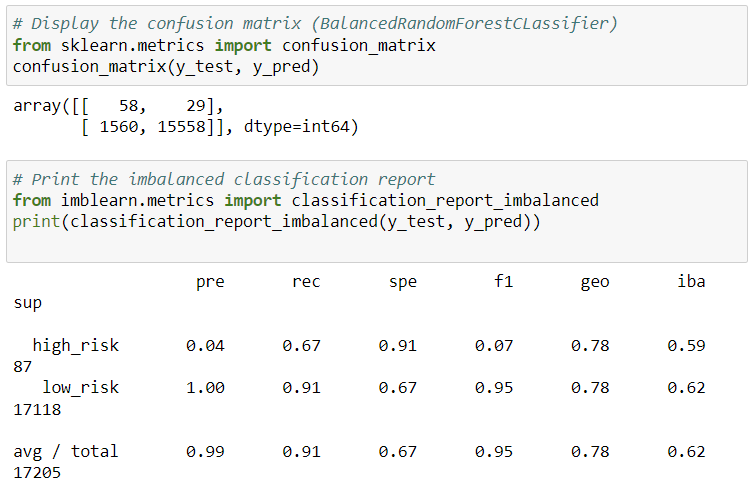 # Display the confusion matrix (BalancedRandomForestCLassifier)
from sklearn.metrics import confusion_matrix
confusion_matrix(y_test, y_pred)
array([[   58,    29],
       [ 1560, 15558]], dtype=int64)
# Print the imbalanced classification report
from imblearn.metrics import classification_report_imbalanced
print(classification_report_imbalanced(y_test, y_pred))
                   pre       rec       spe        f1       geo       iba
sup
  high_risk       0.04      0.67      0.91      0.07      0.78      0.59
87
   low_risk       1.00      0.91      0.67      0.95      0.78      0.62
17118
avg / total       0.99      0.91      0.67      0.95      0.78      0.62
17205